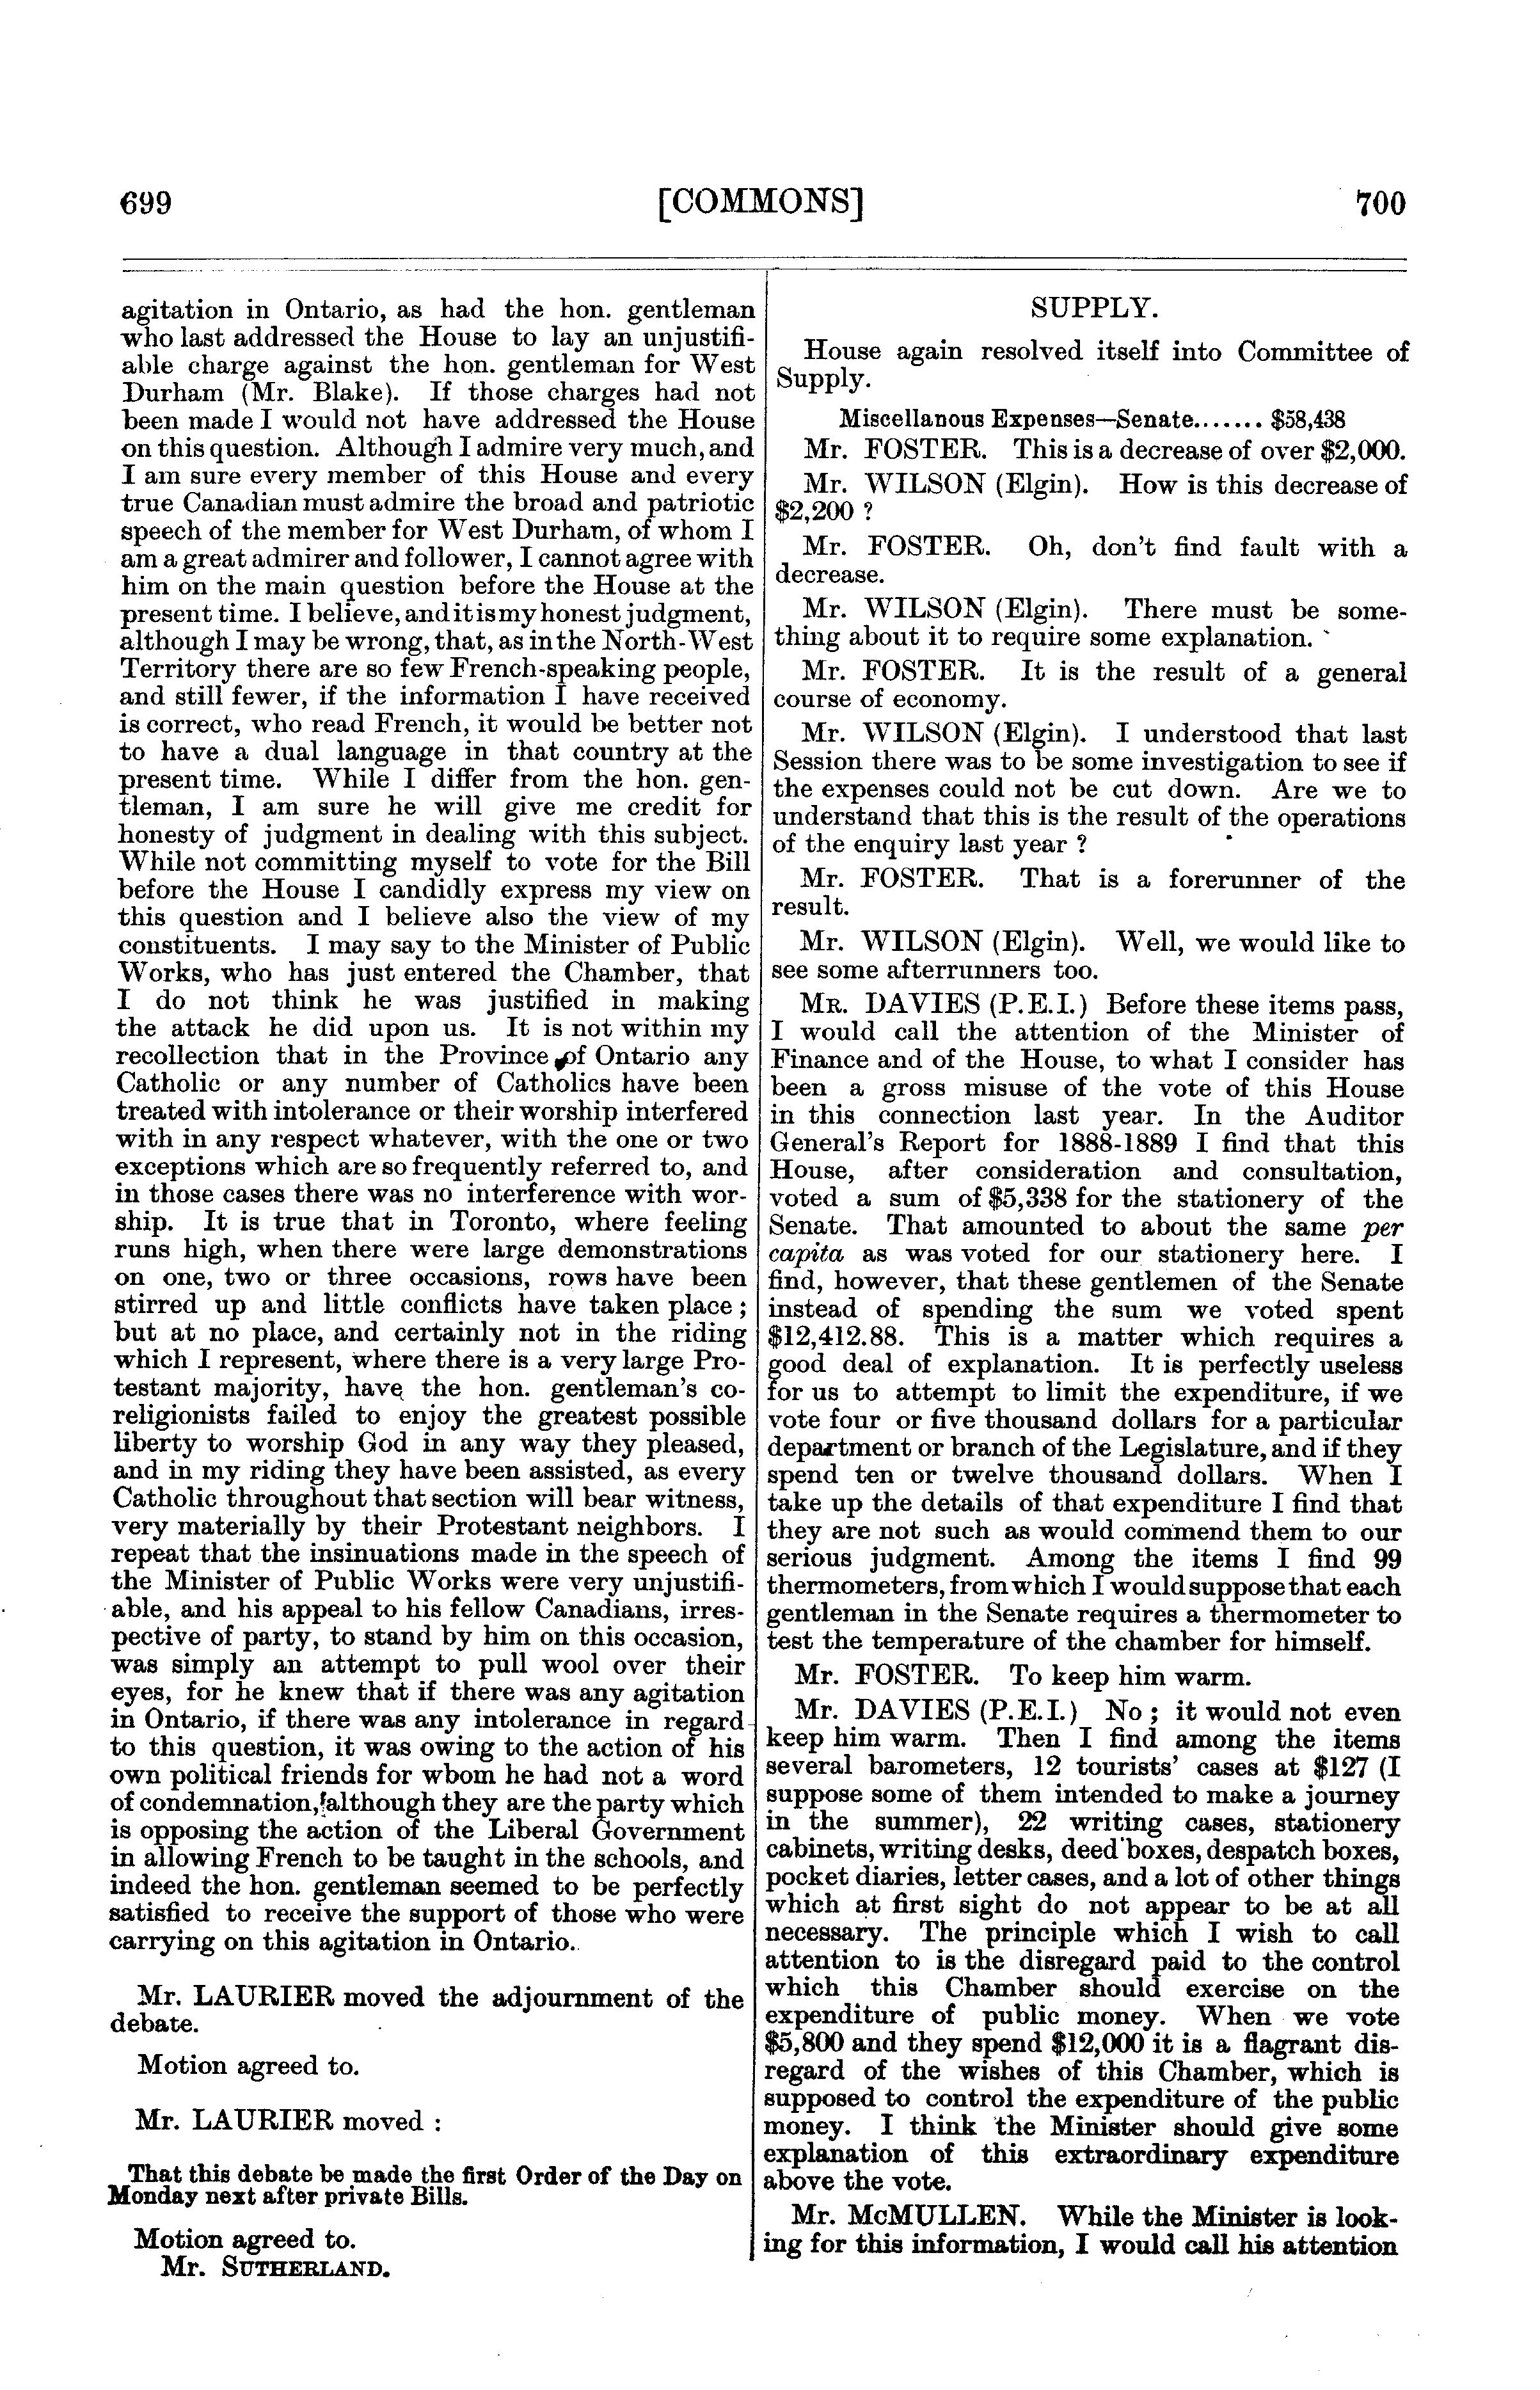 699 [COMMONS] 700
agitation in Ontario, as had the hon. gentleman
who last addressed the House to lay an unjustifi-
able charge against the hon. gentleman for West
Durham (Mr. Blake). If those charges had not
been made I would not have addressed the House
on this question. Although I admire very much, and
I am sure every member of this House and every
true Canadian must admire the broad and patriotic
speech of the member for West Durham, of whom I
am a great admirer and follower, I cannot agree with
him on the main question before the House at the
present time. I believe, and it is my honest judgment,
although I may be wrong, that, as in the North-West
Territory there are so few French-speaking people,
and still fewer, if the information I have received
is correct, who read French, it would be better not
to have a dual language in that country at the
present time. While I differ from the hon. gen-
tleman, I am sure he will give me credit for
honesty of judgment in dealing with this subject.
While not committing myself to vote for the Bill
before the House I candidly express my view on
this question and I believe also the view of my
constituents. I may say to the Minister of Public
Works, who has just entered the Chamber, that
I do not think he was justified in making
the attack he did upon us. It is not within my
recollection that in the Province of Ontario any
Catholic or any number of Catholics have been
treated with intolerance or their worship interfered
with in any respect whatever, with the one or two
exceptions which are so frequently referred to, and
in those cases there was no interference with wor-
ship. It is true that in Toronto, where feeling
runs high, when there were large demonstrations
on one, two or three occasions, rows have been
stirred up and little conflicts have taken place;
but at no place, and certainly not in the riding
which I represent, where there is a very large Pro-
testant majority, have the hon. gentleman's co-
religionists failed to enjoy the greatest possible
liberty to worship God in any way they pleased,
and in my riding they have been assisted, as every
Catholic throughout that section will bear witness,
very materially by their Protestant neighbors. I
repeat that the insinuations made in the speech of
the Minister of Public Works were very unjustifi-
able, and his appeal to his fellow Canadians, irres-
pective of party, to stand by him on this occasion,
was simply an attempt to pull wool over their
eyes, for he knew that if there was any agitation
in Ontario, if there was any intolerance in regard
to this question, it was owing to the action of his
own political friends for whom he had not a word
of condemnation, although they are the party which
is opposing the action of the Liberal Government
in allowing French to be taught in the schools, and
indeed the hon. gentleman seemed to be perfectly
satisfied to receive the support of those who were
carrying on this agitation in Ontario.
Mr. LAURIER moved the adjournment of the
debate.
Motion agreed to.
Mr. LAURIER moved :
That this debate be made the first Order of the Day on
Monday next after private Bills.
Motion agreed to.
Mr. SUTHERLAND.
SUPPLY.
House again resolved itself into Committee of
Supply.
Miscellanous Expenses—Senate....... $58,438
Mr. FOSTER. This is a decrease of over $2,000.
Mr. WILSON (Elgin). How is this decrease of
$2,200 ?
Mr. FOSTER. Oh, don't find fault with a
decrease.
Mr. WILSON (Elgin). There must be some-
thing about it to require some explanation.
Mr. FOSTER. It is the result of a general
course of economy.
Mr. WILSON (Elgin). I understood that last
Session there was to be some investigation to see if
the expenses could not be cut down. Are we to
understand that this is the result of the operations
of the enquiry last year ?
Mr. FOSTER. That is a forerunner of the
result.
Mr. WILSON (Elgin). Well, we would like to
see some afterrunners too.
MR. DAVIES (P.E.I.) Before these items pass,
I would call the attention of the Minister of
Finance and of the House, to what I consider has
been a gross misuse of the vote of this House
in this connection last year. In the Auditor
General's Report for 1888-1889 I find that this
House, after consideration and consultation,
voted a sum of $5,338 for the stationery of the
Senate. That amounted to about the same per
capita as was voted for our stationery here. I
find, however, that these gentlemen of the Senate
instead of spending the sum we voted spent
$12,412.88. This is a matter which requires a
good deal of explanation. It is perfectly useless
for us to attempt to limit the expenditure, if we
vote four or five thousand dollars for a particular
department or branch of the Legislature, and if they
spend ten or twelve thousand dollars. When I
take up the details of that expenditure I find that
they are not such as would commend them to our
serious judgment. Among the items I find 99
thermometers, from which I would suppose that each
gentleman in the Senate requires a thermometer to
test the temperature of the chamber for himself.
Mr. FOSTER. To keep him warm.
Mr. DAVIES (P.E.I.) No; it would not even
keep him warm. Then I find among the items
several barometers, 12 tourists' cases at $127 (I
suppose some of them intended to make a journey
in the summer), 22 writing cases, stationery
cabinets, writing desks, deed boxes, despatch boxes,
pocket diaries, letter cases, and a lot of other things
which at first sight do not appear to be at all
necessary. The principle which I wish to call
attention to is the disregard paid to the control
which this Chamber should exercise on the
expenditure of public money. When we vote
$5,800 and they spend $12,000 it is a flagrant dis-
regard of the wishes of this Chamber, which is
supposed to control the expenditure of the public
money. I think the Minister should give some
explanation of this extraordinary expenditure
above the vote.
Mr. McMULLEN. While the Minister is look-
ing for this information, I would call his attention